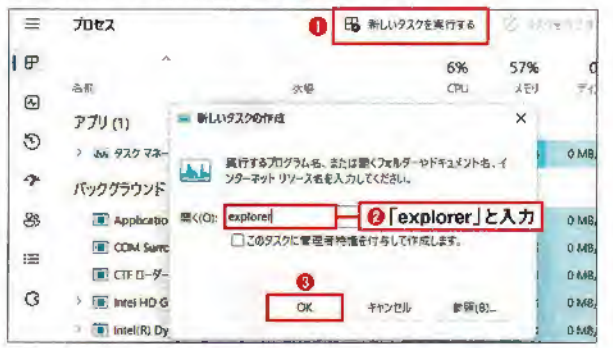 プロセス
❶
新しいタスクを実行する
6%
57%
名前
状態
CPU
メモリ
アプリ (1)
新しいタスクの作成
タスク マネー
0 MB,
実行するプログラム名、または開くフォルダーやドキュメント名、イ
ンターネット リソース名を入力してください。
バックグラウンド
開く(O):
explorer
❷「explorer」と入力
Applicatio
0 MB,
このタスクに管理者特権を付与して作成します。
COM Surrc
0 MB,
CTF ローダー
0 MB,
❸
Intel HD G
OK
キャンセル
参照(B)...
0 MB,
Intel(R) Dy
0 MB,